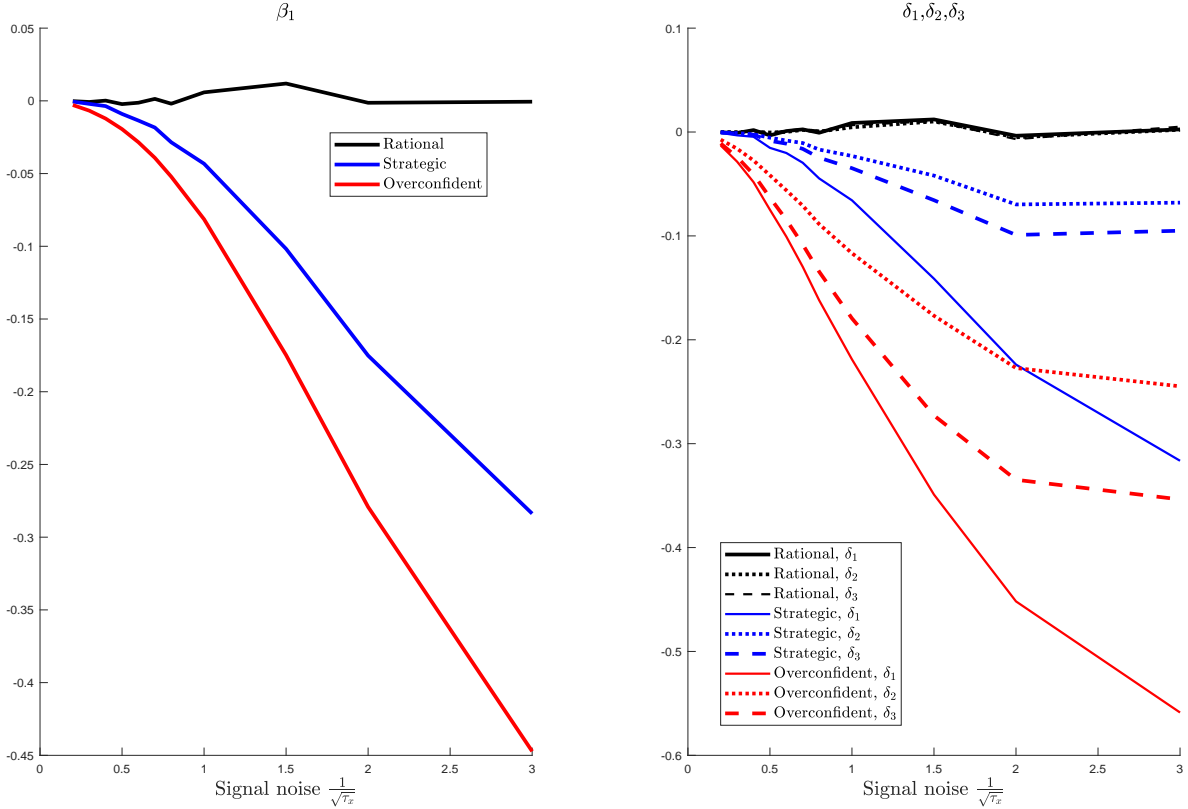 β₁
0.05
0
-0.05
-0.1
-0.15
-0.2
-0.25
-0.3
-0.35
-0.4
-0.45
Rational
Strategic
Overconfident
0 0.5 1 1.5 2 2.5 3
Signal noise 1/√τₓ
δ₁,δ₂,δ₃
0.1
0
-0.1
-0.2
-0.3
-0.4
-0.5
-0.6
Rational, δ₁
Rational, δ₂
Rational, δ₃
Strategic, δ₁
Strategic, δ₂
Strategic, δ₃
Overconfident, δ₁
Overconfident, δ₂
Overconfident, δ₃
0 0.5 1 1.5 2 2.5 3
Signal noise 1/√τₓ